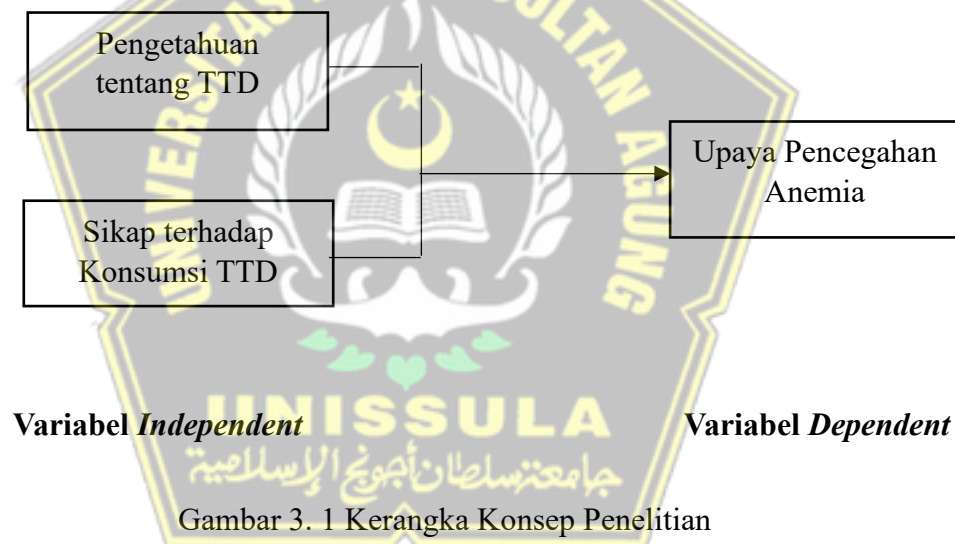 Pengetahuan
tentang TTD
Sikap terhadap
Konsumsi TTD
Upaya Pencegahan
Anemia
Variabel Independent
Variabel Dependent
UNISSULA
جامعتسلطان أجونج الإسلامية
Gambar 3. 1 Kerangka Konsep Penelitian